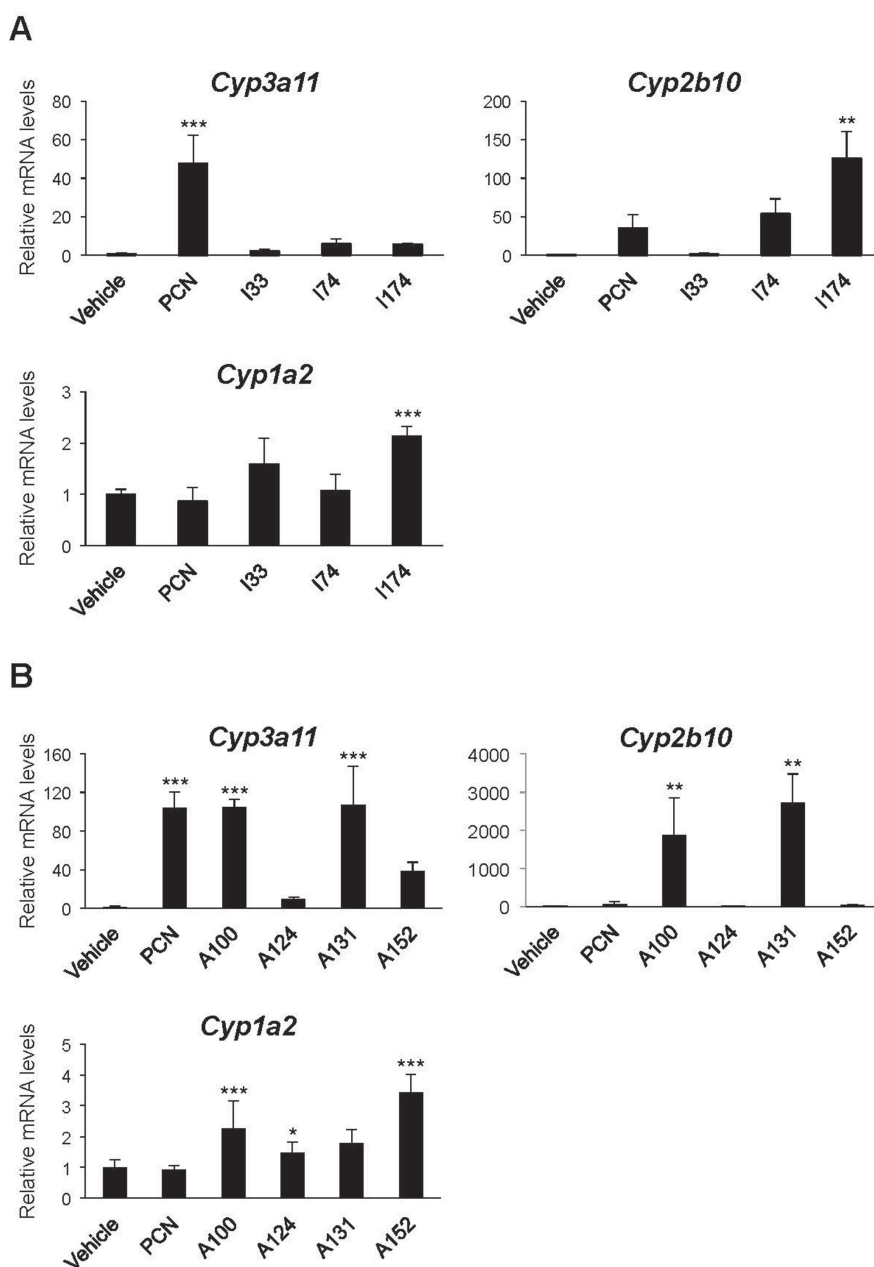 A
Cyp3a11
Relative mRNA levels
80
60
40
20
0
***
Vehicle
PCN
I33
I74
I174
Cyp2b10
200
150
100
50
0
**
Vehicle
PCN
I33
I74
I174
Cyp1a2
Relative mRNA levels
3
2
1
0
***
Vehicle
PCN
I33
I74
I174
B
Cyp3a11
Relative mRNA levels
160
120
80
40
0
*** *** ***
Vehicle
PCN
A100
A124
A131
A152
Cyp2b10
4000
3000
2000
1000
0
** **
Vehicle
PCN
A100
A124
A131
A152
Cyp1a2
Relative mRNA levels
5
4
3
2
1
0
*** * ***
Vehicle
PCN
A100
A124
A131
A152